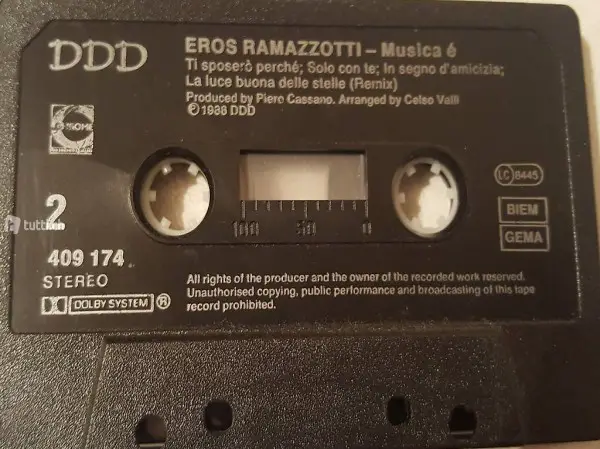 DDD
EROS RAMAZZOTTI – Musica é
Ti sposerò perché; Solo con te; In segno d'amicizia;
La luce buona delle stelle (Remix)
Produced by Piero Cassano. Arranged by Celso Valli
℗©1988 DDD
2
409 174
STEREO
DOLBY SYSTEM ®
100 50 0
LC 8445
BIEM
GEMA
All rights of the producer and the owner of the recorded work reserved.
Unauthorised copying, public performance and broadcasting of this tape
record prohibited.